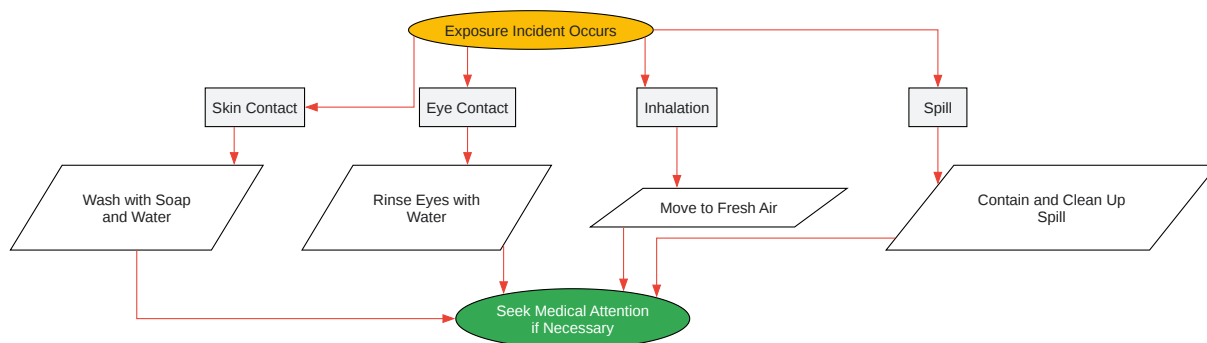 Exposure Incident Occurs
Skin Contact
Eye Contact
Inhalation
Spill
Wash with Soap
and Water
Rinse Eyes with
Water
Move to Fresh Air
Contain and Clean Up
Spill
Seek Medical Attention
if Necessary